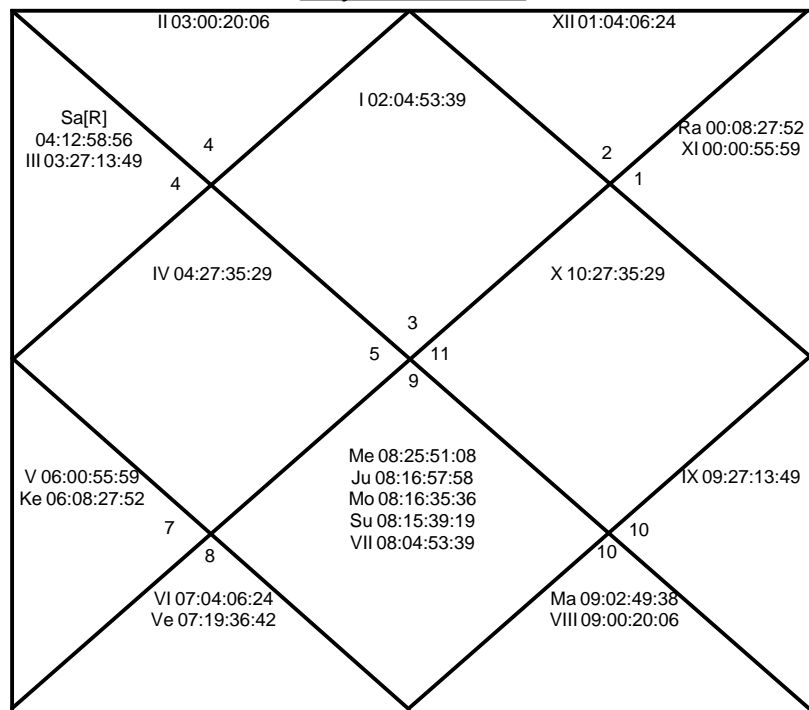 II 03:00:20:06
XII 01:04:06:24
I 02:04:53:39
Sa[R]
04:12:58:56
III 03:27:13:49
4
4
Ra 00:08:27:52
XI 00:00:55:59
2
1
IV 04:27:35:29
X 10:27:35:29
3
5
11
9
V 06:00:55:59
Ke 06:08:27:52
Me 08:25:51:08
Ju 08:16:57:58
Mo 08:16:35:36
Su 08:15:39:19
VII 08:04:53:39
IX 09:27:13:49
7
8
10
10
VI 07:04:06:24
Ve 07:19:36:42
Ma 09:02:49:38
VIII 09:00:20:06